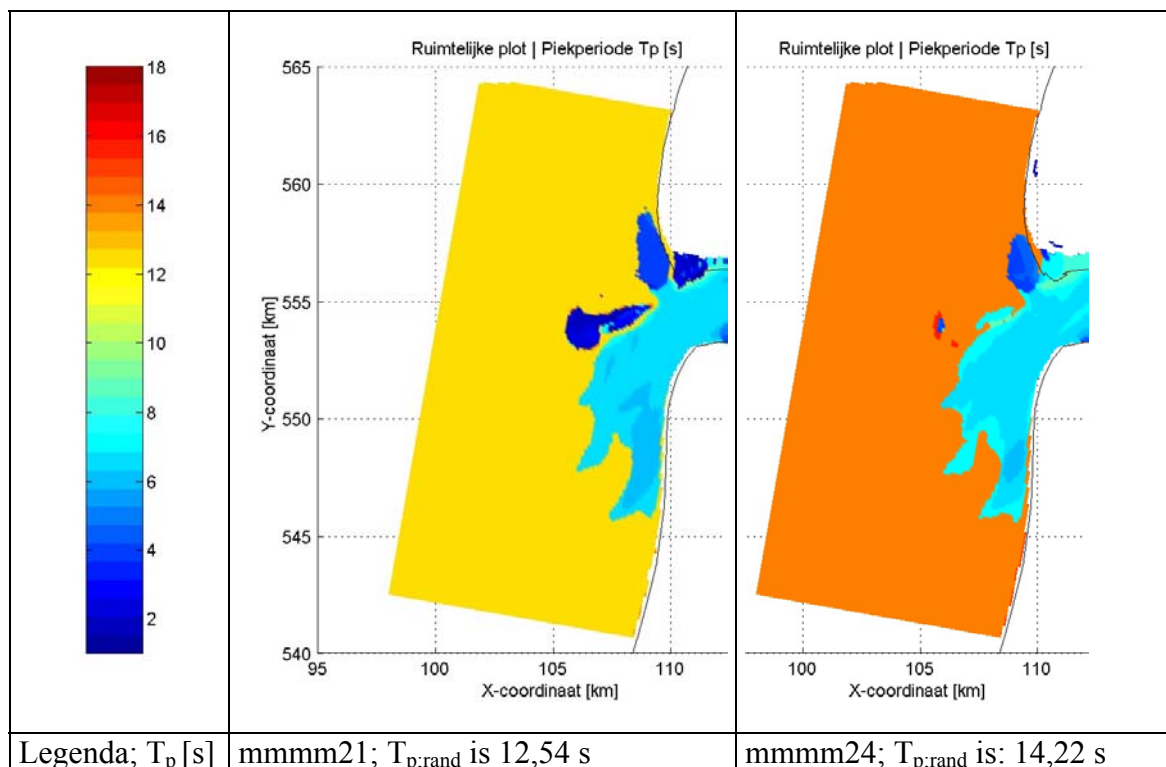 18
16
14
12
10
8
6
4
2
Ruimtelijke plot | Piekperiode Tp [s]
565
560
555
550
545
540
Y-coordinaat [km]
95 100 105 110
X-coordinaat [km]
Ruimtelijke plot | Piekperiode Tp [s]
100 105 110
X-coordinaat [km]
Legenda; Tp [s]
mmmm21; Tp;rand is 12,54 s
mmmm24; Tp;rand is: 14,22 s